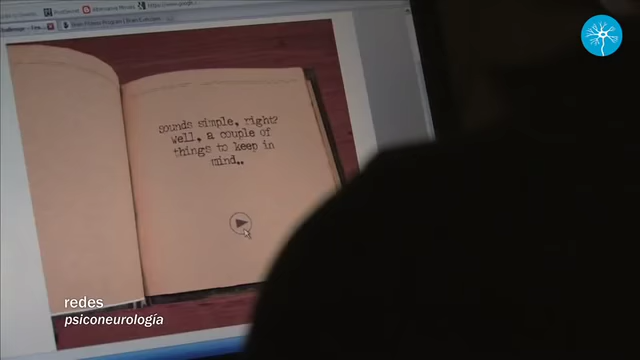 sounds simple, right?
Well, a couple of
things to keep in
mind..
redes
psiconeurología